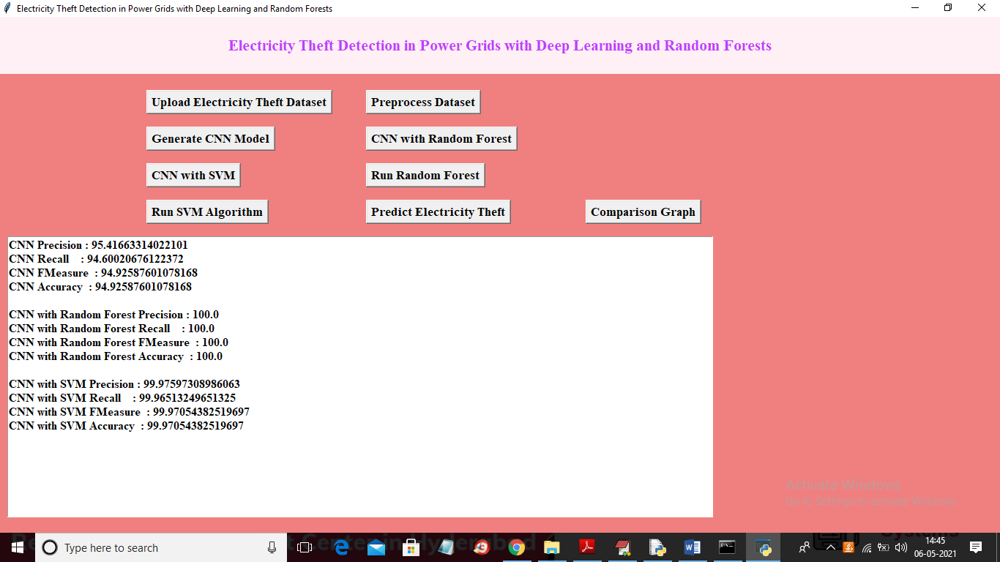 Electricity Theft Detection in Power Grids with Deep Learning and Random Forests
Electricity Theft Detection in Power Grids with Deep Learning and Random Forests
Upload Electricity Theft Dataset
Preprocess Dataset
Generate CNN Model
CNN with Random Forest
CNN with SVM
Run Random Forest
Run SVM Algorithm
Predict Electricity Theft
Comparison Graph
CNN Precision : 95.41663314022101
CNN Recall : 94.60020676122372
CNN FMeasure : 94.92587601078168
CNN Accuracy : 94.92587601078168
CNN with Random Forest Precision : 100.0
CNN with Random Forest Recall : 100.0
CNN with Random Forest FMeasure : 100.0
CNN with Random Forest Accuracy : 100.0
CNN with SVM Precision : 99.97597308986063
CNN with SVM Recall : 99.96513249651325
CNN with SVM FMeasure : 99.97054382519697
CNN with SVM Accuracy : 99.97054382519697
Activate Windows
Go to Settings to activate Windows.
Systems
Type here to search
Center in Hyderabad
14:45
06-05-2021